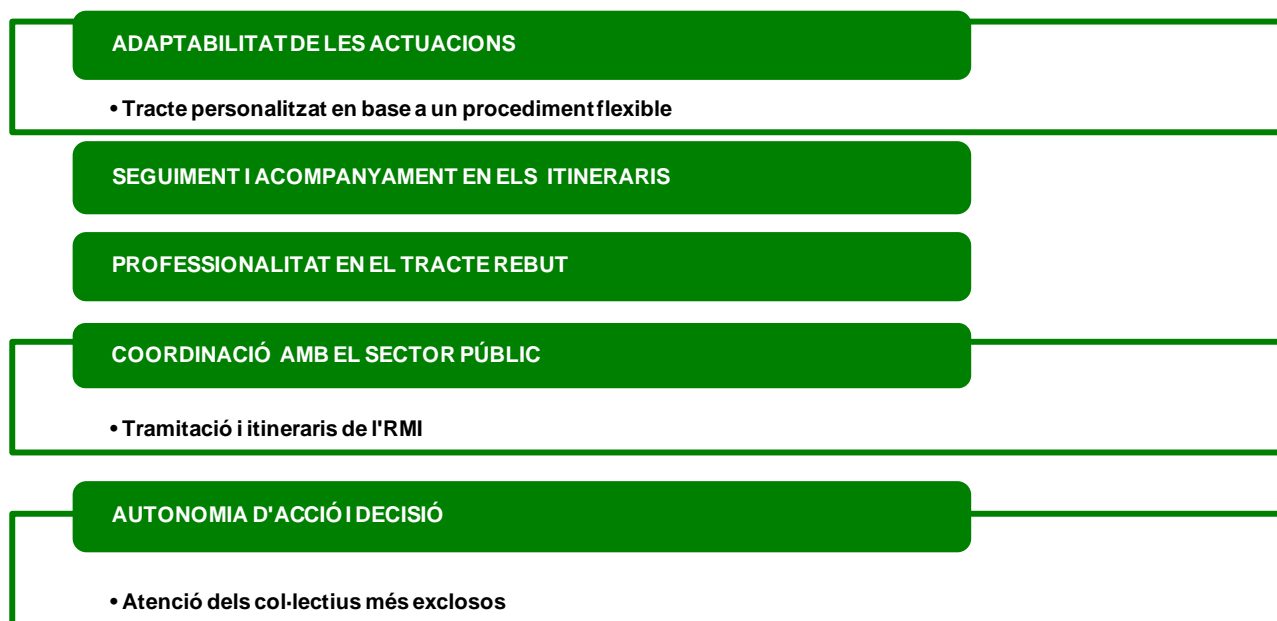 ADAPTABILITAT DE LES ACTUACIONS
• Tracte personalitzat en base a un procediment flexible
SEGUIMENT I ACOMPANYAMENT EN ELS ITINERARIS
PROFESSIONALITAT EN EL TRACTE REBUT
COORDINACIÓ AMB EL SECTOR PÚBLIC
• Tramitació i itineraris de l'RMI
AUTONOMIA D'ACCIÓ I DECISIÓ
• Atenció dels col·lectius més exclosos